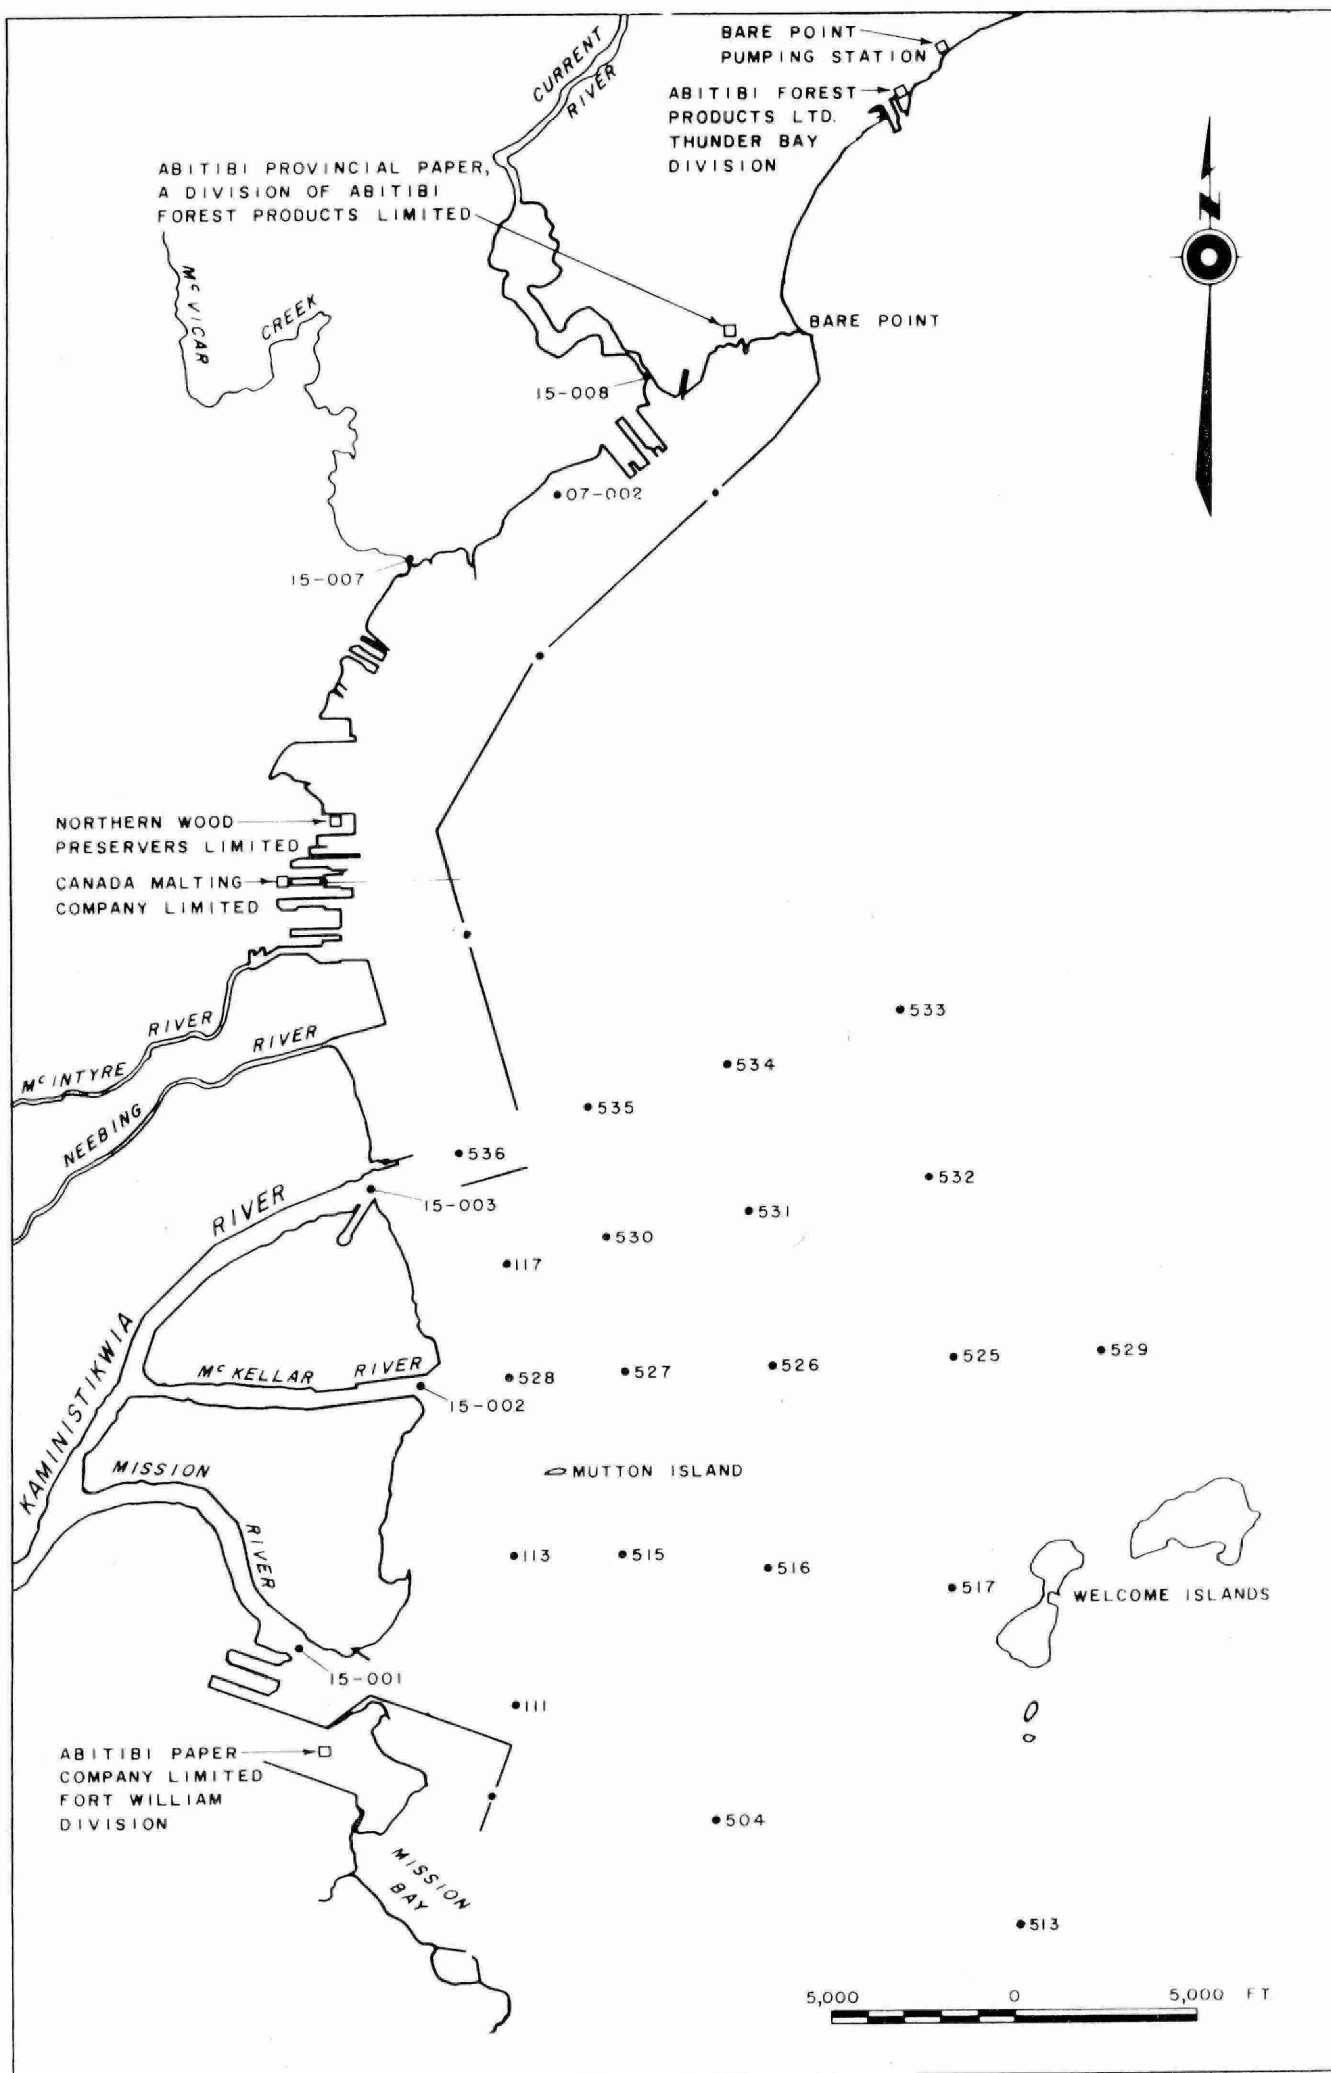 BARE POINT
PUMPING STATION
CURRENT
RIVER
ABITIBI FOREST
PRODUCTS LTD.
THUNDER BAY
DIVISION
ABITIBI PROVINCIAL PAPER,
A DIVISION OF ABITIBI
FOREST PRODUCTS LIMITED
N
McVICAR
CREEK
BARE POINT
15-008
07-002
15-007
NORTHERN WOOD
PRESERVERS LIMITED
CANADA MALTING
COMPANY LIMITED
533
RIVER
RIVER
McINTYRE
534
535
NEEBING
536
532
RIVER
15-003
531
530
117
KAMINISTIKWIA
McKELLAR RIVER
528
527
526
525
529
15-002
MISSION
MUTTON ISLAND
RIVER
113
515
516
517
WELCOME ISLANDS
15-001
111
ABITIBI PAPER
COMPANY LIMITED
FORT WILLIAM
DIVISION
504
MISSION
BAY
513
5,000 0 5,000 FT.